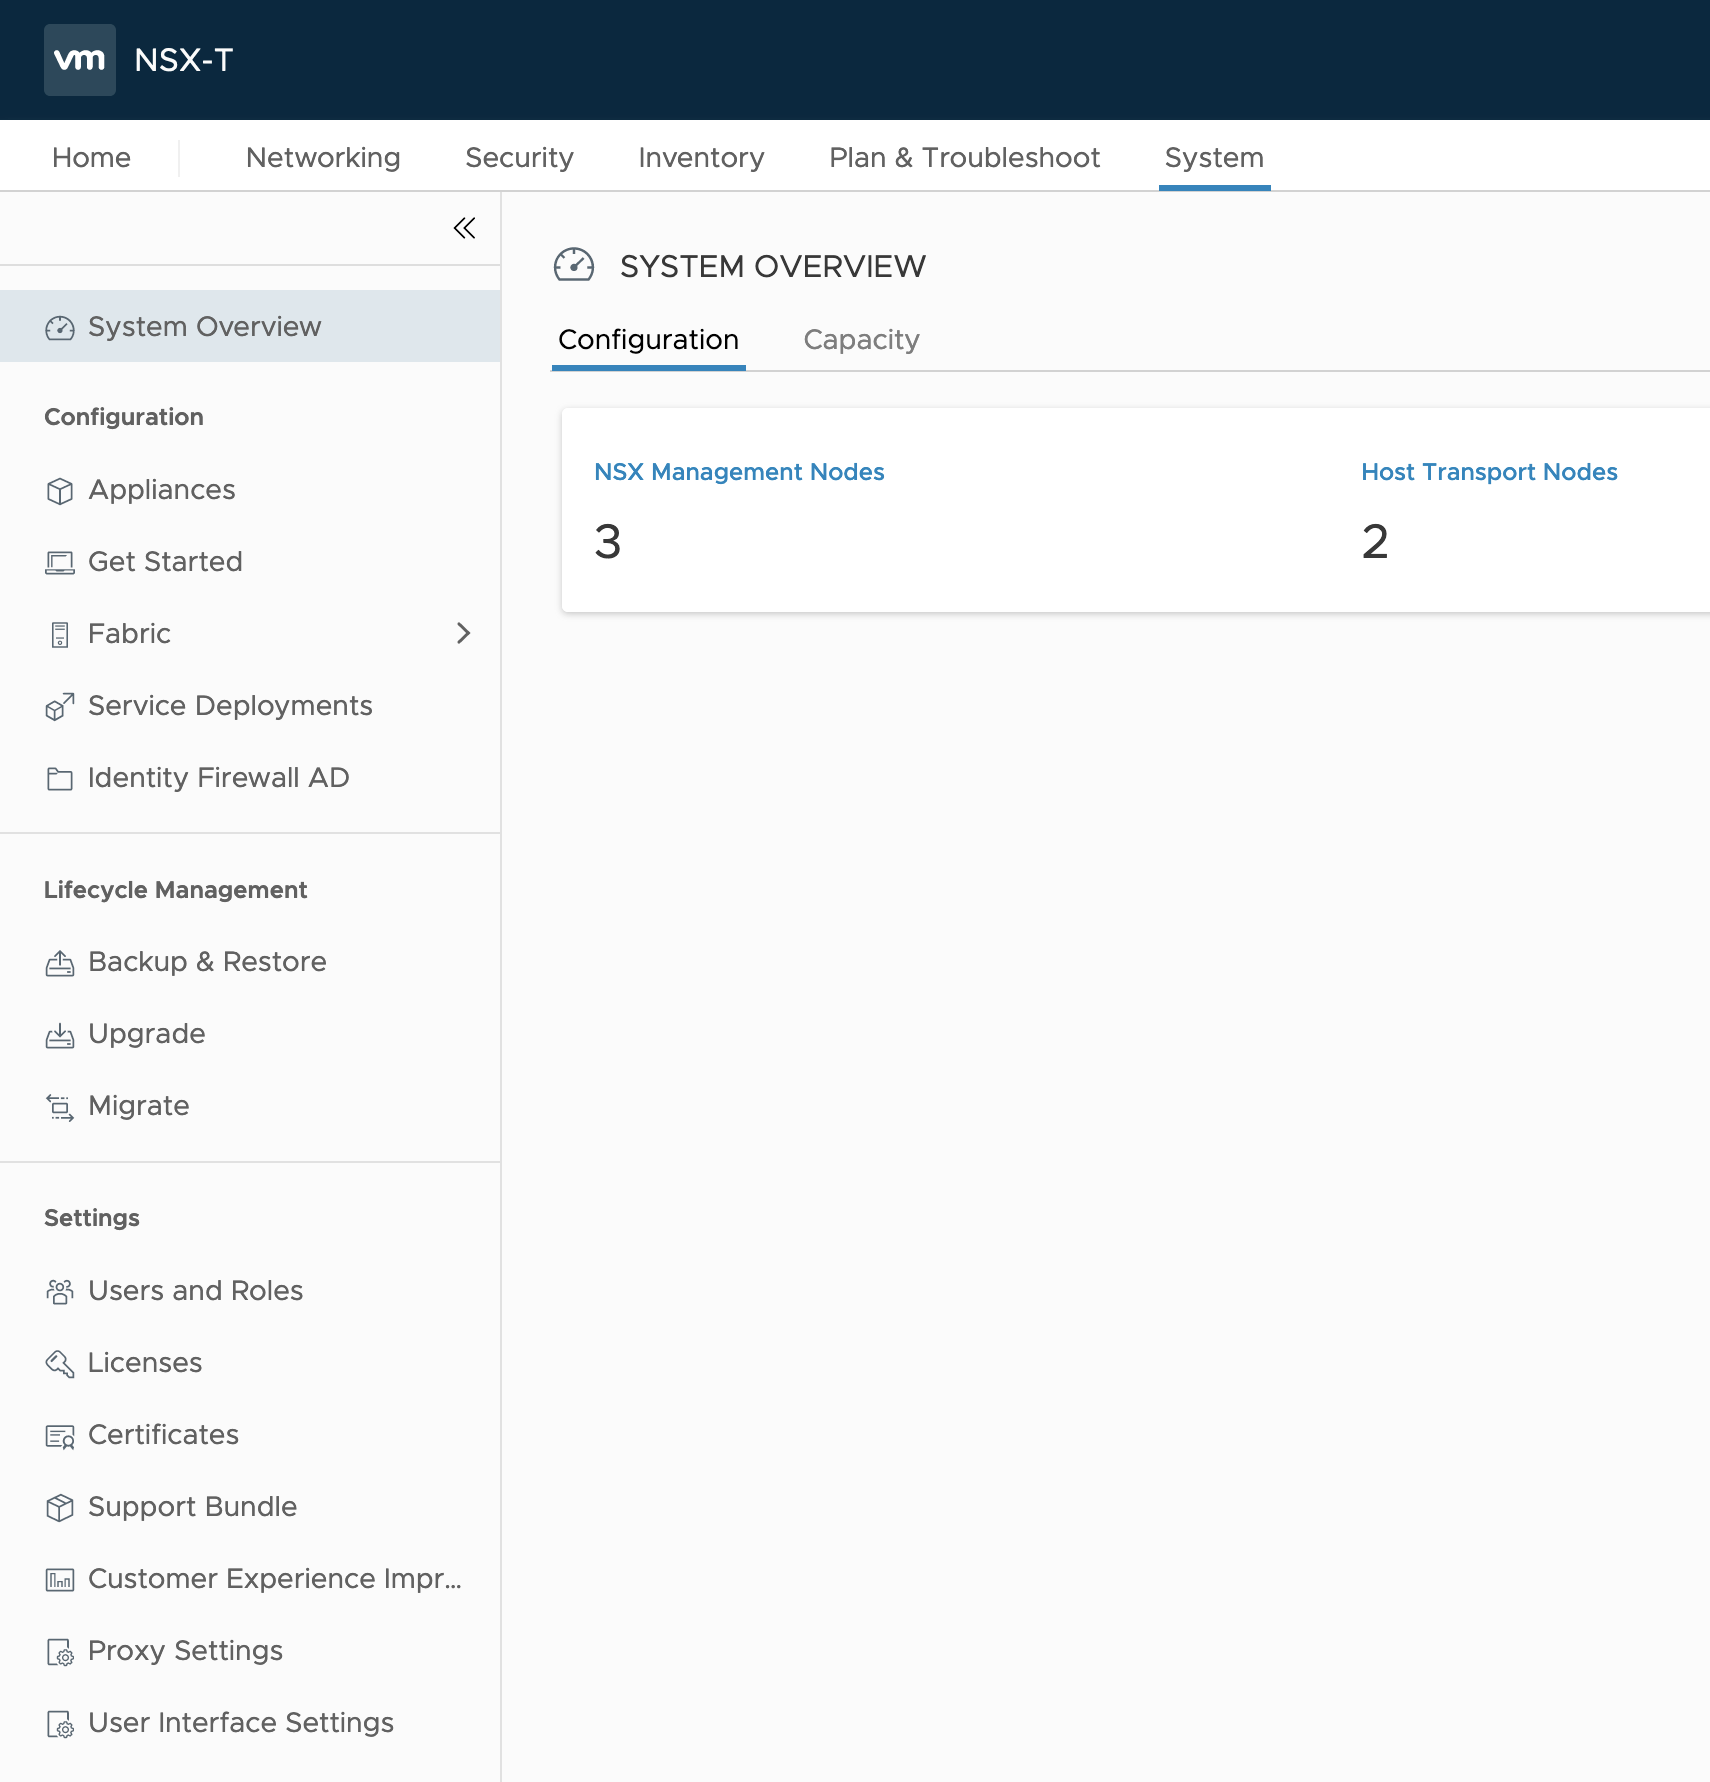 vm NSX-T
Home Networking Security Inventory Plan & Troubleshoot System
System Overview
Configuration
Appliances
Get Started
Fabric
Service Deployments
Identity Firewall AD
Lifecycle Management
Backup & Restore
Upgrade
Migrate
Settings
Users and Roles
Licenses
Certificates
Support Bundle
Customer Experience Impr...
Proxy Settings
User Interface Settings
SYSTEM OVERVIEW
Configuration Capacity
NSX Management Nodes
3
Host Transport Nodes
2